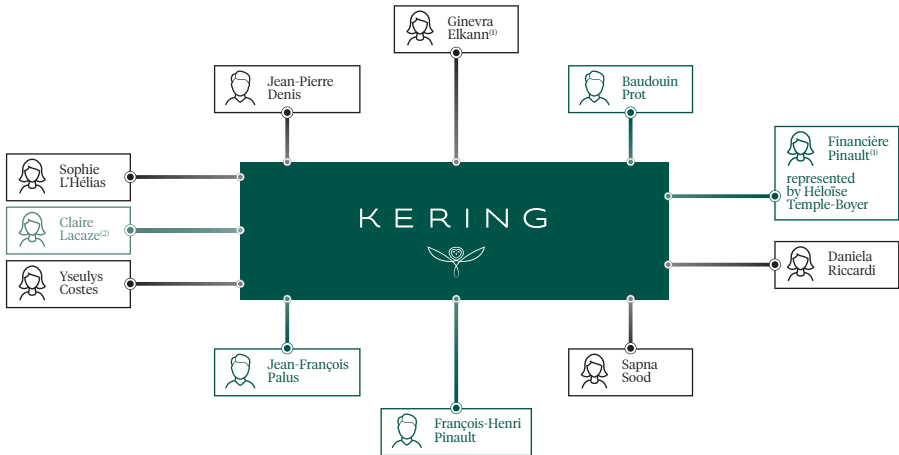 Ginevra
Elkann(1)
Jean-Pierre
Denis
Baudouin
Prot
Financière
Pinault(1)
represented
by Héloïse
Temple-Boyer
Sophie
L'Hélias
Claire
Lacaze(2)
KERING
Daniela
Riccardi
Yseulys
Costes
Jean-François
Palus
Sapna
Sood
François-Henri
Pinault